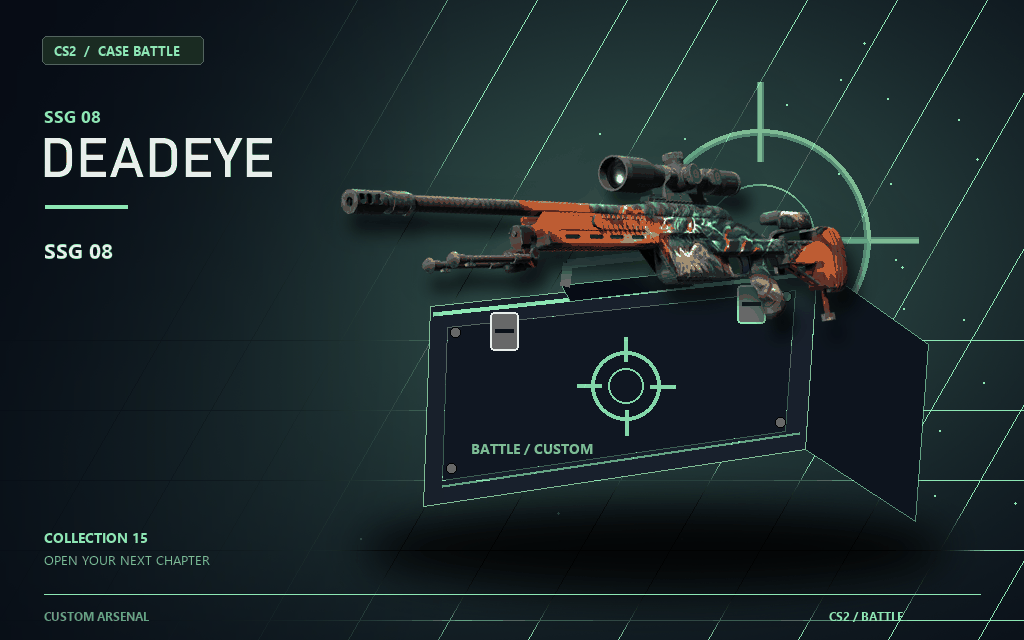 CS2 / CASE BATTLE
SSG 08
DEADEYE
SSG 08
BATTLE / CUSTOM
COLLECTION 15
OPEN YOUR NEXT CHAPTER
CUSTOM ARSENAL
CS2 / BATTLE